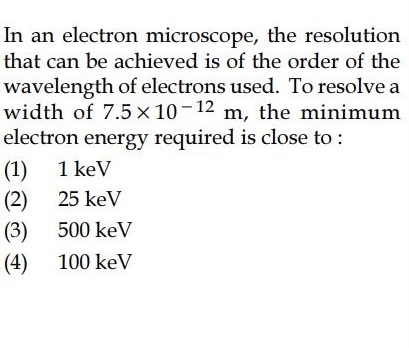 In an electron microscope, the resolution
that can be achieved is of the order of the
wavelength of electrons used. To resolve a
width of 7.5 × 10⁻¹² m, the minimum
electron energy required is close to :
(1) 1 keV
(2) 25 keV
(3) 500 keV
(4) 100 keV